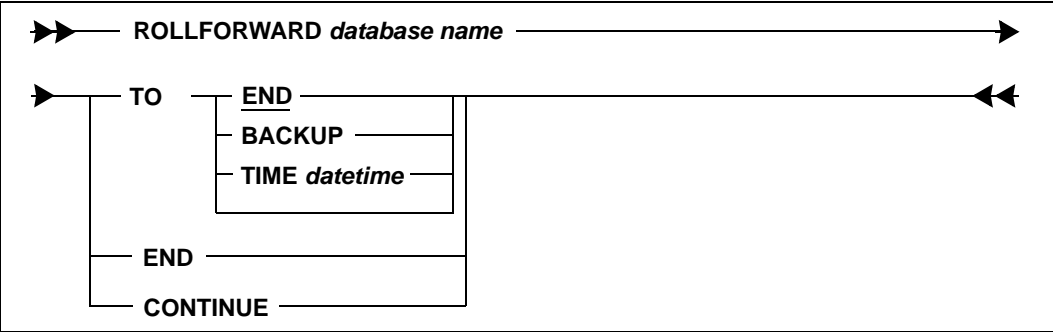 ROLLFORWARD database name
TO END
BACKUP
TIME datetime
END
CONTINUE